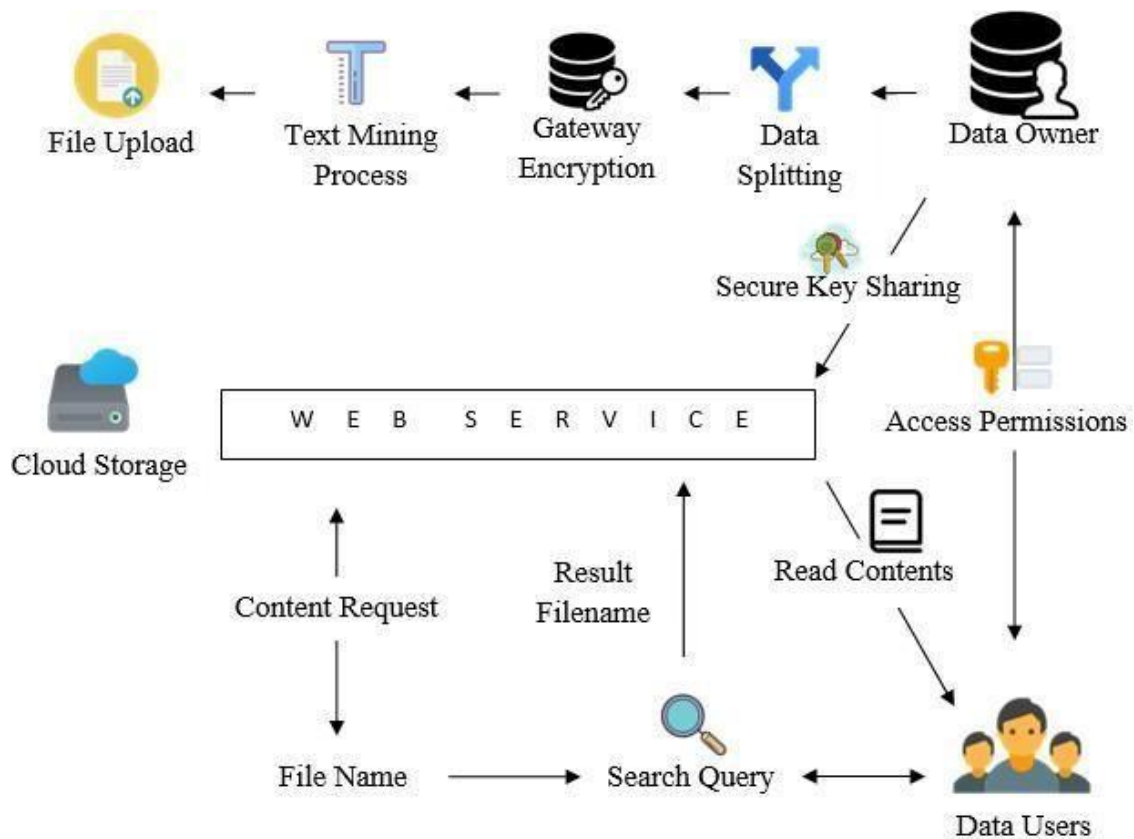 File Upload
Text Mining
Process
Gateway
Encryption
Data
Splitting
Data Owner
Secure Key Sharing
Cloud Storage
W E B S E R V I C E
Access Permissions
Content Request
Result
Filename
Read Contents
File Name
Search Query
Data Users